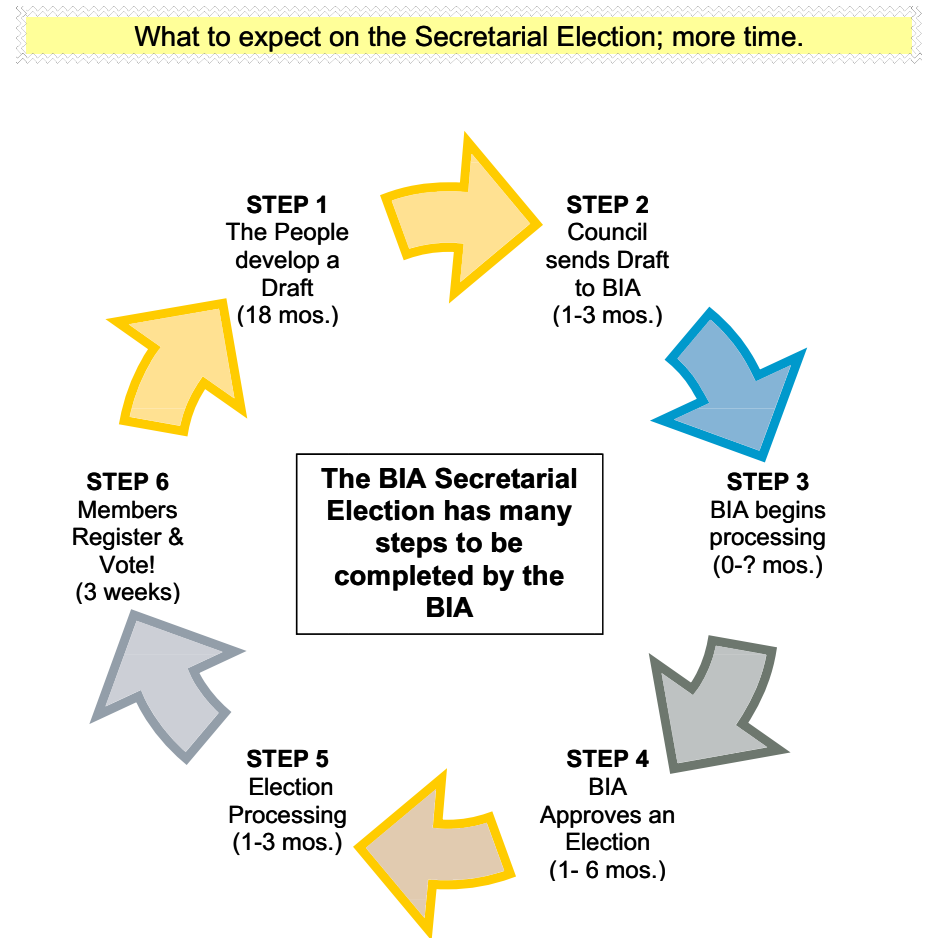 What to expect on the Secretarial Election; more time.
STEP 1
The People
develop a
Draft
(18 mos.)
STEP 2
Council
sends Draft
to BIA
(1-3 mos.)
STEP 3
BIA begins
processing
(0-? mos.)
STEP 4
BIA
Approves an
Election
(1- 6 mos.)
STEP 5
Election
Processing
(1-3 mos.)
STEP 6
Members
Register &
Vote!
(3 weeks)
The BIA Secretarial
Election has many
steps to be
completed by the
BIA